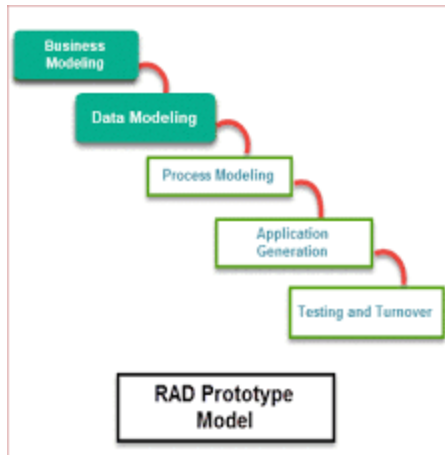 Business
Modeling
Data Modeling
Process Modeling
Application
Generation
Testing and Turnover
RAD Prototype
Model